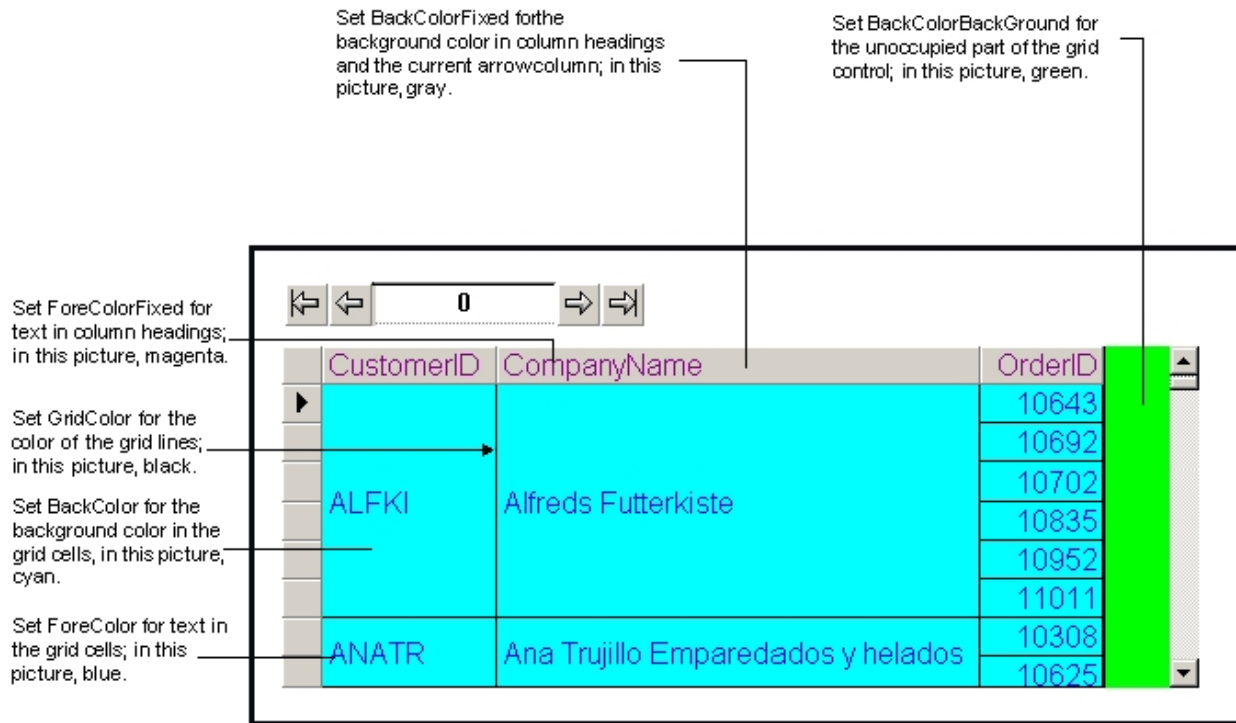 Set BackColorFixed forthe
background color in column headings
and the current arrowcolumn; in this
picture, gray.
Set BackColorBackGround for
the unoccupied part of the grid
control; in this picture, green.
Set ForeColorFixed for
text in column headings;
in this picture, magenta.
Set GridColor for the
color of the grid lines;
in this picture, black.
Set BackColor for the
background color in the
grid cells, in this picture,
cyan.
Set ForeColor for text in
the grid cells; in this
picture, blue.
0
CustomerID CompanyName OrderID
10643
10692
10702
ALFKI Alfreds Futterkiste
10835
10952
11011
10308
ANATR Ana Trujillo Emparedados y helados
10625